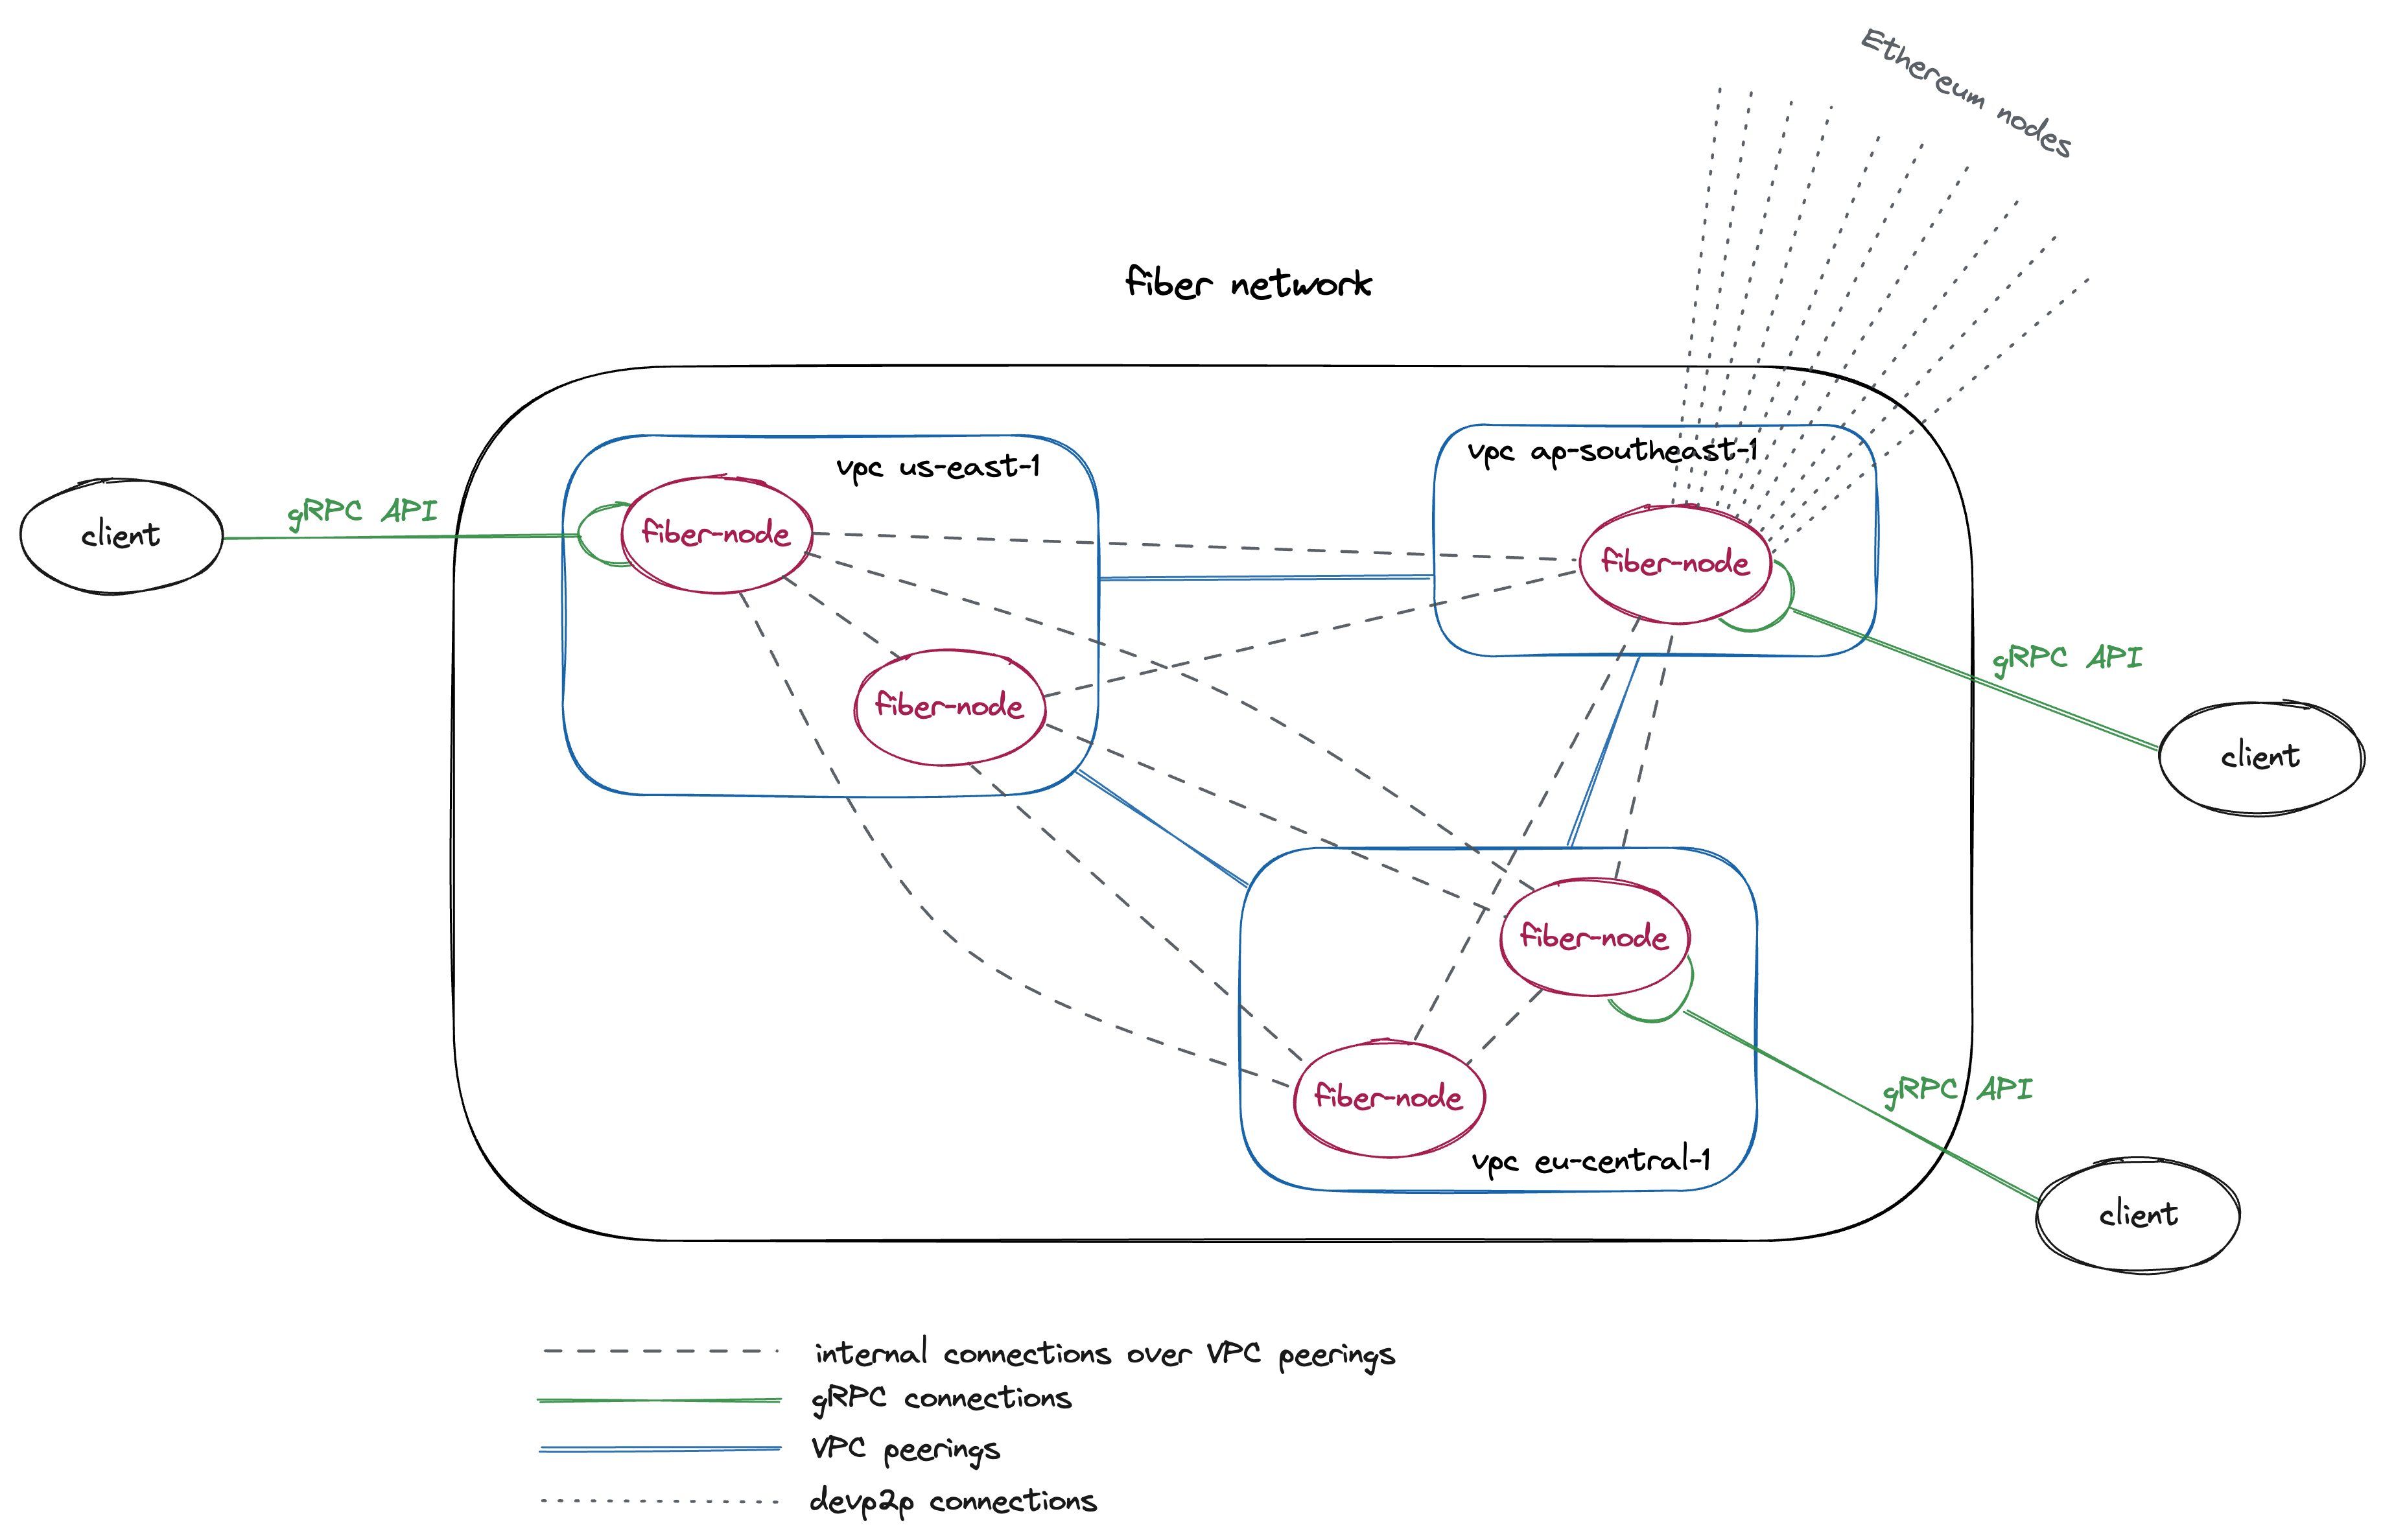 Ethereum nodes
fiber network
vpc us-east-1
vpc ap-southeast-1
client
gRPC API
fiber-node
fiber-node
gRPC API
fiber-node
client
fiber-node
fiber-node
gRPC API
vpc eu-central-1
client
internal connections over VPC peerings
gRPC connections
VPC peerings
devp2p connections